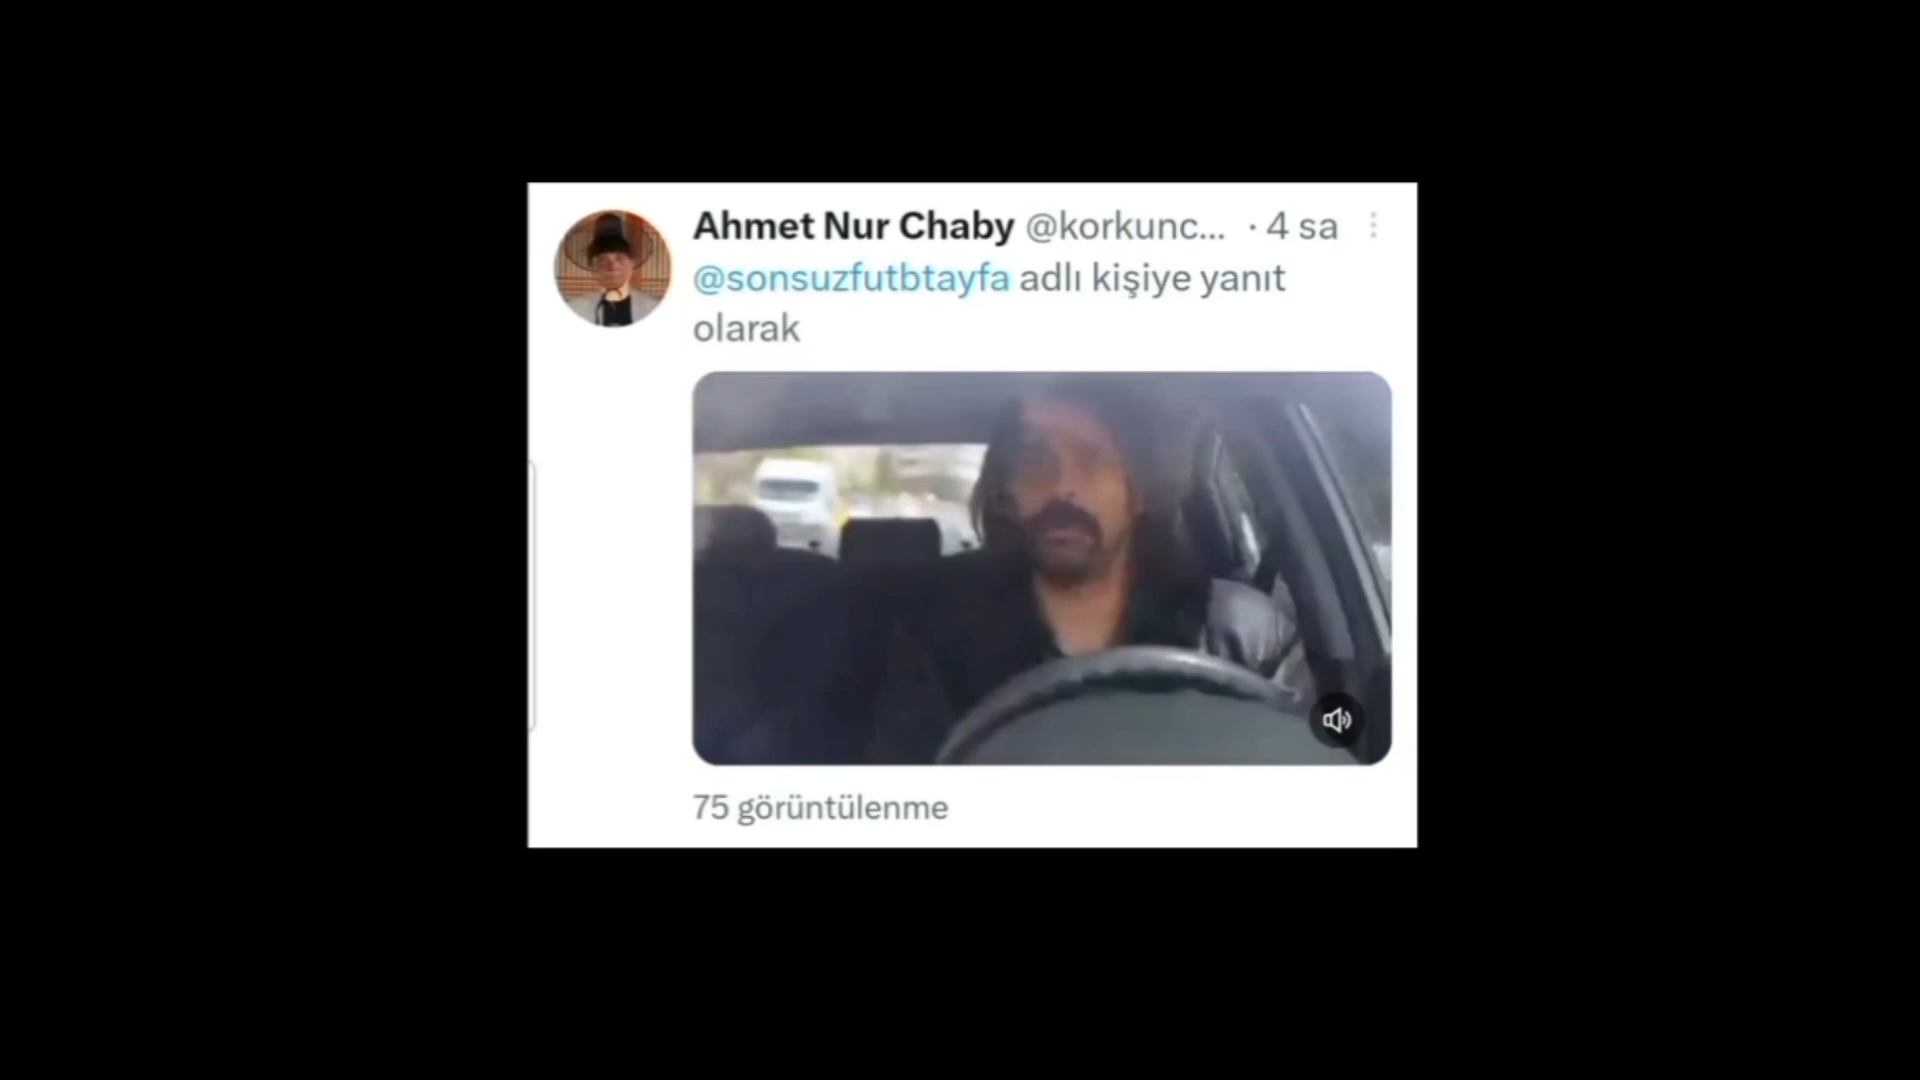 Ahmet Nur Chaby @korkunc... · 4 sa
@sonsuzfutbtayfa adlı kişiye yanıt
olarak
75 görüntülenme